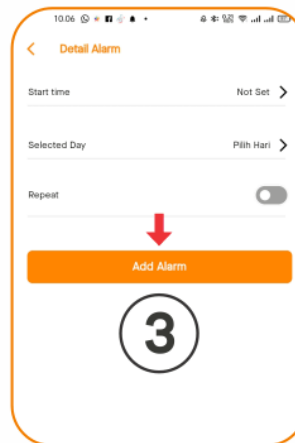 10.06
Detail Alarm
Start time Not Set
Selected Day Pilih Hari
Repeat
Add Alarm
3